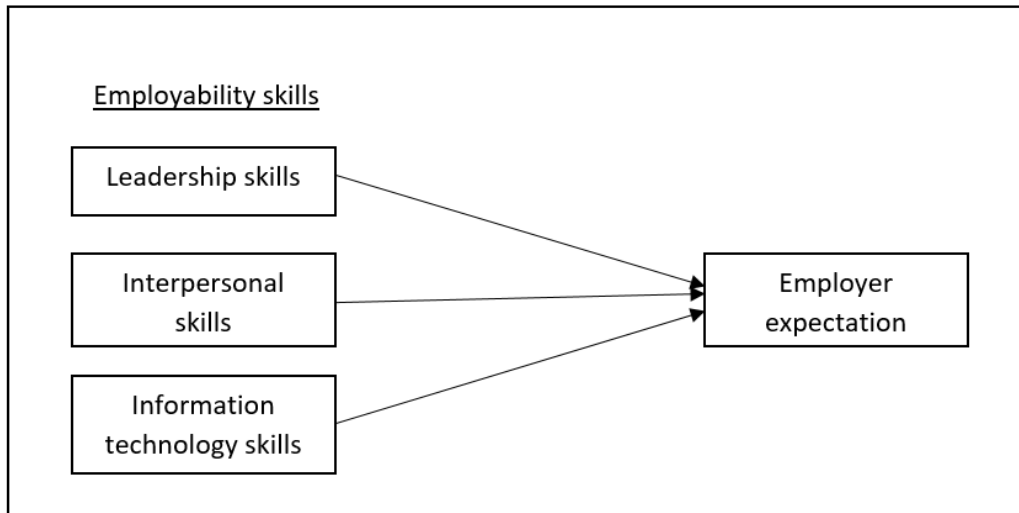 Employability skills
Leadership skills
Interpersonal
skills
Information
technology skills
Employer
expectation